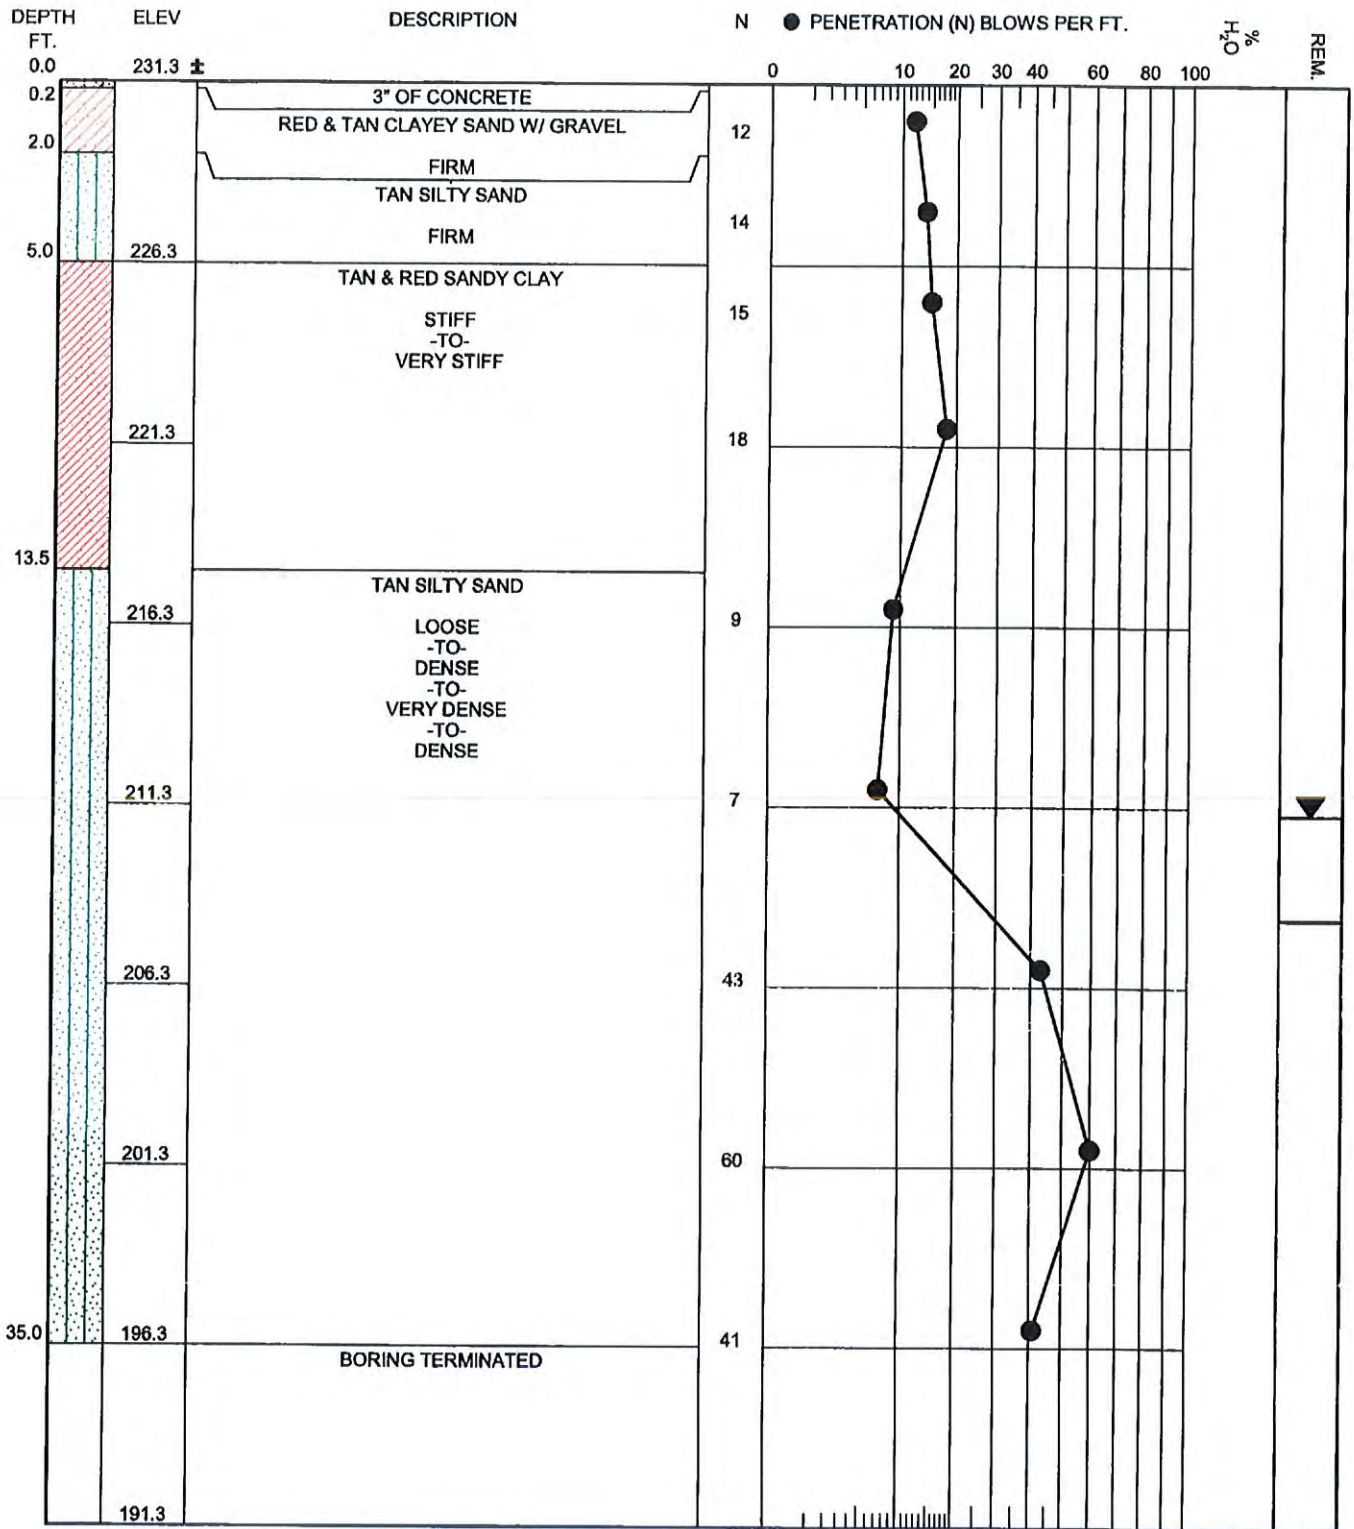 DEPTH ELEV DESCRIPTION N PENETRATION (N) BLOWS PER FT. % H₂O REM.
FT.
0.0 231.3 ± 0 10 20 30 40 60 80 100
0.2 3" OF CONCRETE
RED & TAN CLAYEY SAND W/ GRAVEL
12
2.0
FIRM
TAN SILTY SAND
14
FIRM
5.0 226.3
TAN & RED SANDY CLAY
STIFF 15
-TO-
VERY STIFF
221.3 18
13.5
TAN SILTY SAND
216.3 9
LOOSE
-TO-
DENSE
-TO-
VERY DENSE
-TO-
DENSE
211.3 7
206.3 43
201.3 60
35.0 196.3 41
BORING TERMINATED
191.3